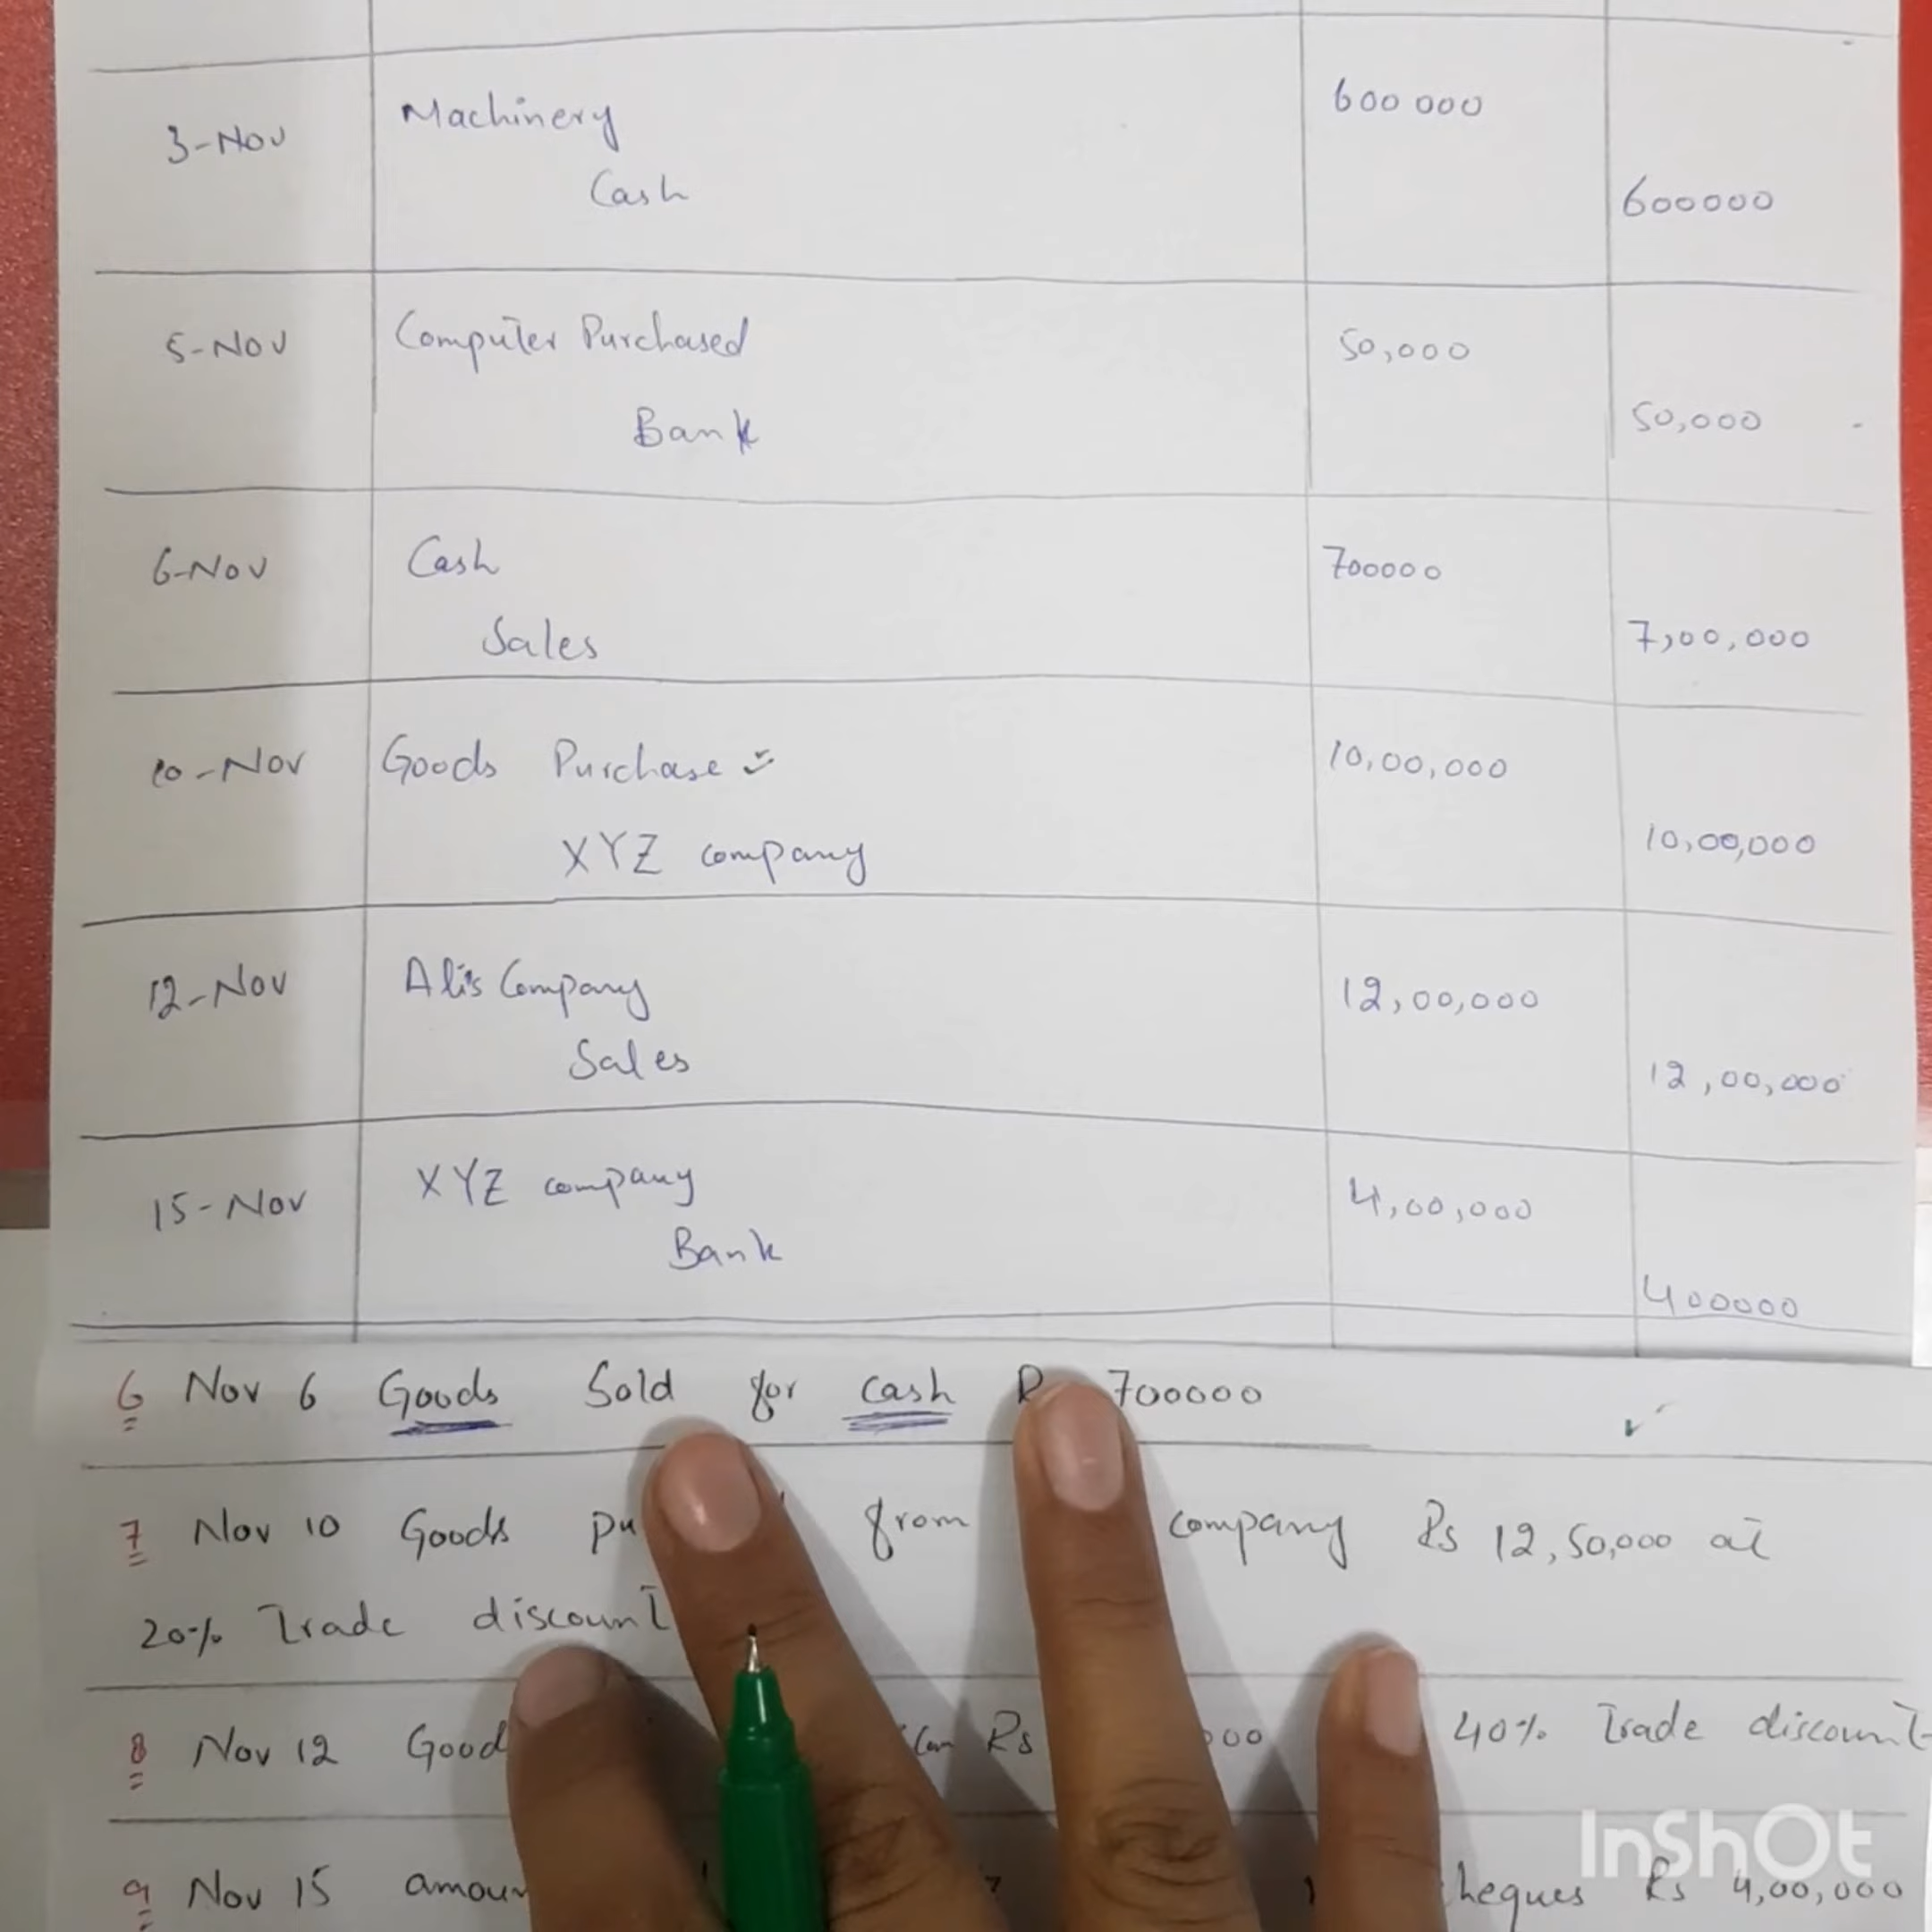 3-Nov Machinery 600 000
Cash 600000
5-Nov Computer Purchased 50,000
Bank 50,000
6-Nov Cash 700000
Sales 7,00,000
10-Nov Goods Purchase 10,00,000
XYZ company 10,00,000
12-Nov Alis Company 12,00,000
Sales 12,00,000
15-Nov XYZ company 4,00,000
Bank 400000
6 Nov 6 Goods Sold for cash 700000
7 Nov 10 Goods from company Rs 12,50,000 at
20% Trade discount
8 Nov 12 Rs 40% Trade discount
9 Nov 15 Rs 4,00,000
InShOt